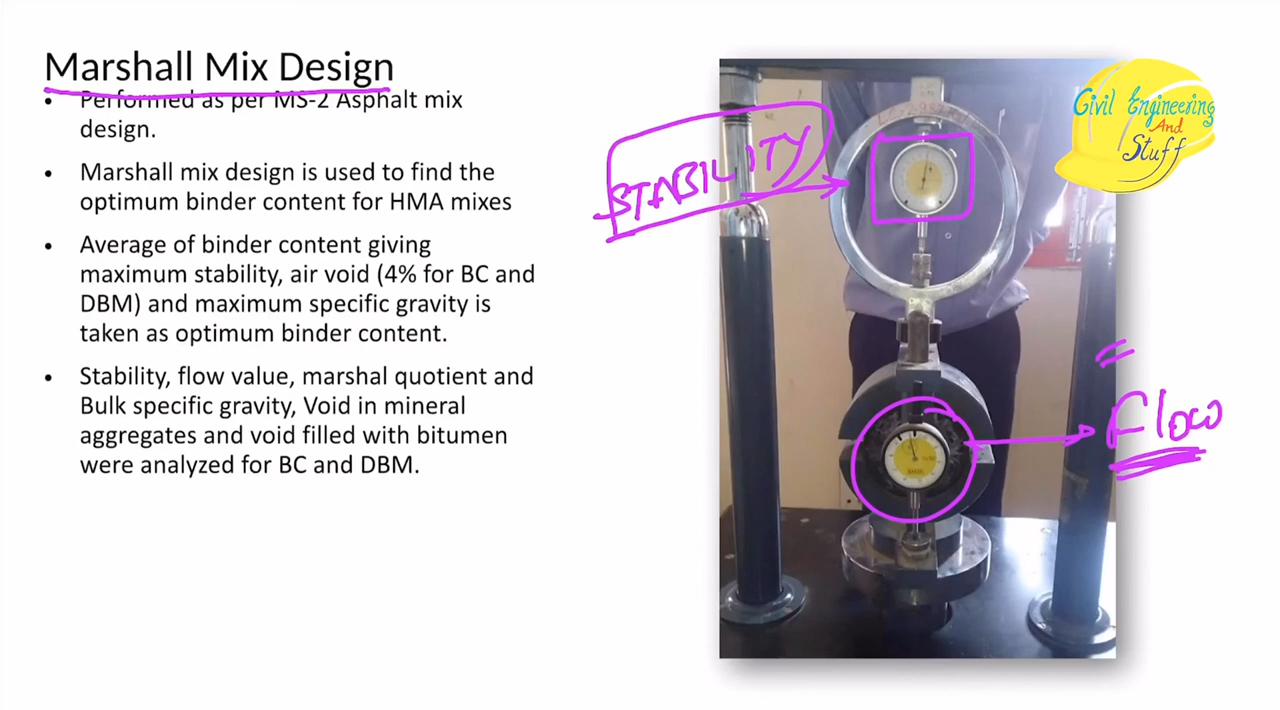 Marshall Mix Design
• Performed as per MS-2 Asphalt mix
design.
• Marshall mix design is used to find the
optimum binder content for HMA mixes
• Average of binder content giving
maximum stability, air void (4% for BC and
DBM) and maximum specific gravity is
taken as optimum binder content.
• Stability, flow value, marshal quotient and
Bulk specific gravity, Void in mineral
aggregates and void filled with bitumen
were analyzed for BC and DBM.
STABILITY
Flow
Civil Engineering
And
Stuff